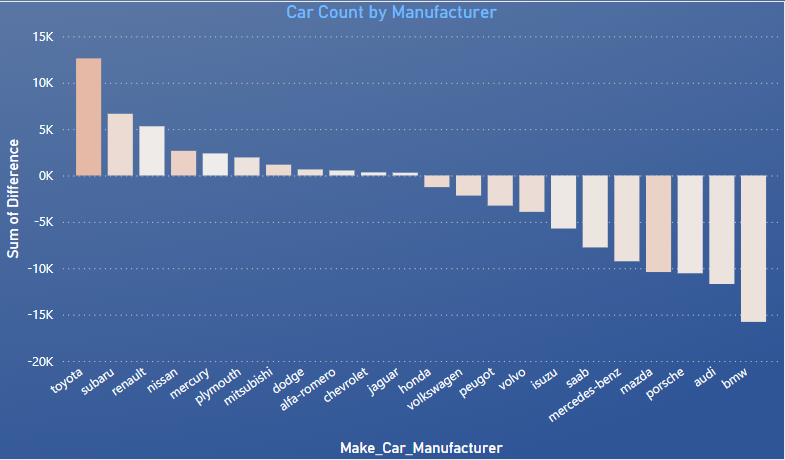 Car Count by Manufacturer
15K
10K
5K
0K
-5K
-10K
-15K
-20K
Sum of Difference
toyota
subaru
renault
nissan
mercury
plymouth
mitsubishi
dodge
alfa-romero
chevrolet
jaguar
honda
volkswagen
peugot
volvo
isuzu
saab
mercedes-benz
mazda
porsche
audi
bmw
Make_Car_Manufacturer